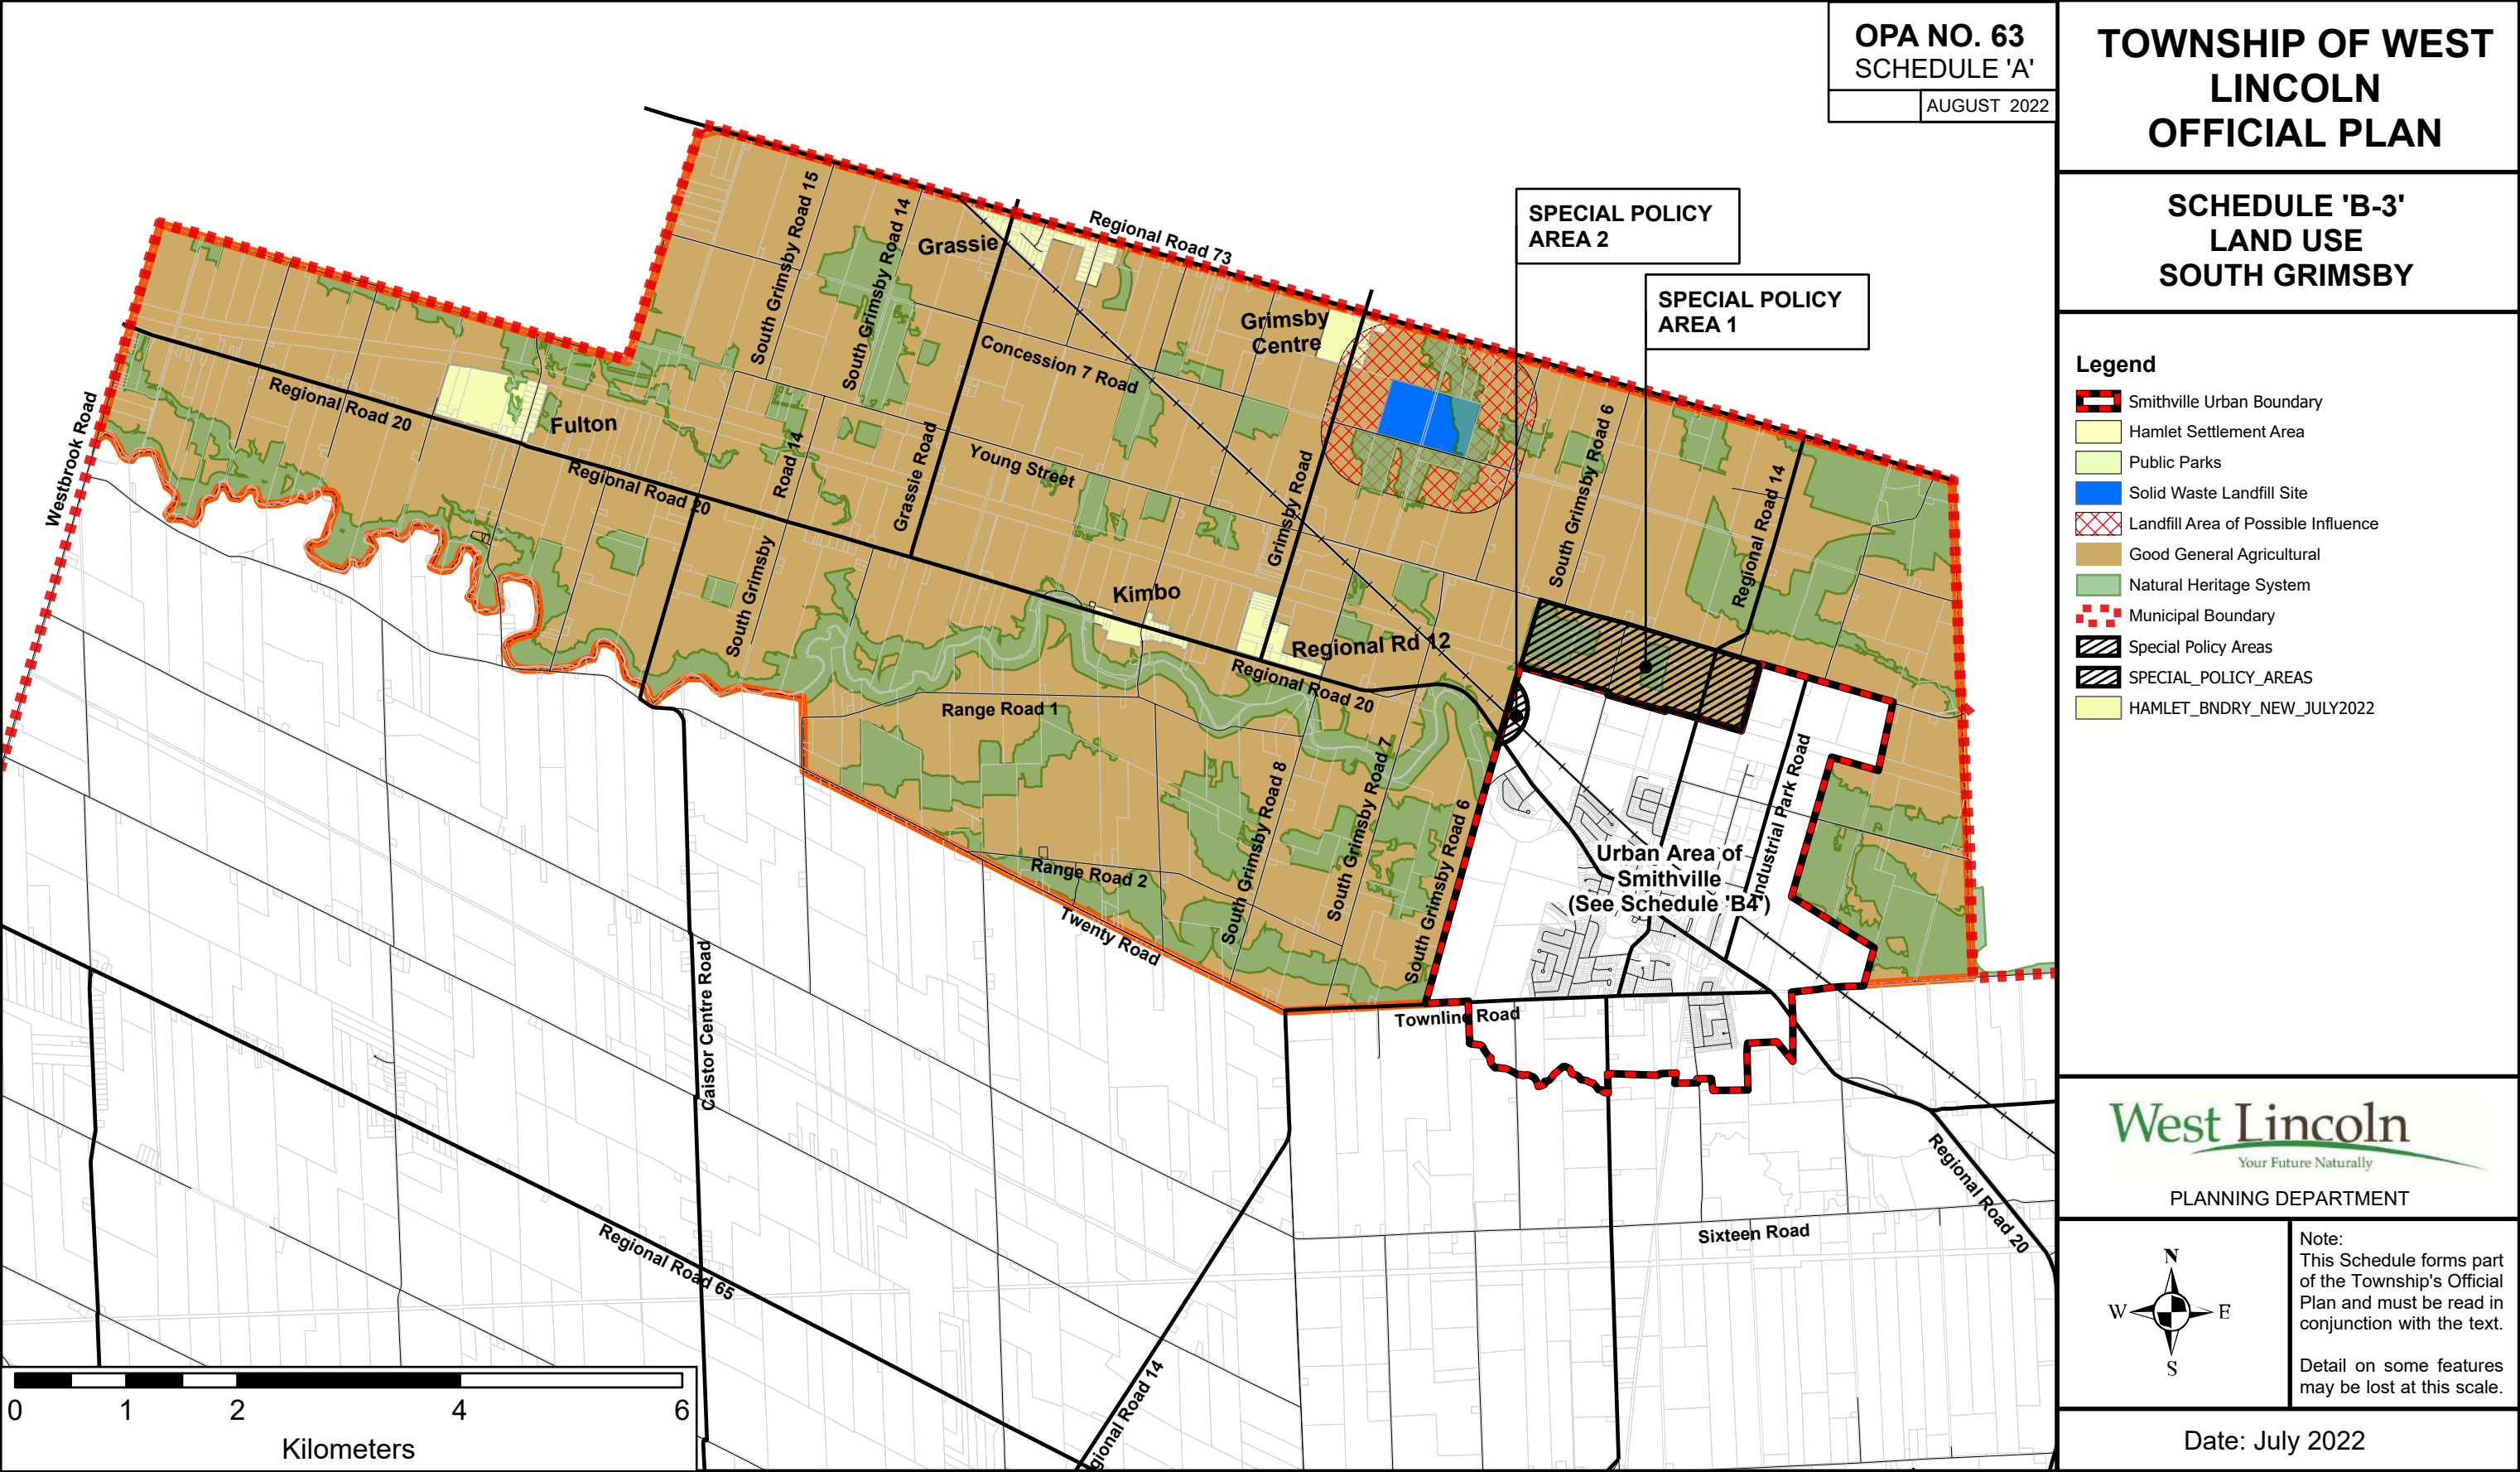 OPA NO. 63
SCHEDULE 'A'
AUGUST 2022
TOWNSHIP OF WEST
LINCOLN
OFFICIAL PLAN
SCHEDULE 'B-3'
LAND USE
SOUTH GRIMSBY
Legend
Smithville Urban Boundary
Hamlet Settlement Area
Public Parks
Solid Waste Landfill Site
Landfill Area of Possible Influence
Good General Agricultural
Natural Heritage System
Municipal Boundary
Special Policy Areas
SPECIAL_POLICY_AREAS
HAMLET_BNDRY_NEW_JULY2022
West Lincoln
Your Future Naturally
PLANNING DEPARTMENT
N
W E
S
Note:
This Schedule forms part
of the Township's Official
Plan and must be read in
conjunction with the text.
Detail on some features
may be lost at this scale.
Date: July 2022
SPECIAL POLICY
AREA 2
SPECIAL POLICY
AREA 1
Regional Road 73
South Grimsby Road 15
South Grimsby Road 14
Grassie
Grimsby
Centre
Concession 7 Road
Westbrook Road
Regional Road 20
Fulton
Regional Road 20
Road 14
Grassie Road
Young Street
Grimsby Road
South Grimsby Road 6
Regional Road 14
South Grimsby
Kimbo
Regional Rd 12
Regional Road 20
Range Road 1
South Grimsby Road 8
South Grimsby Road 7
South Grimsby Road 6
Industrial Park Road
Urban Area of
Smithville
(See Schedule 'B4')
Range Road 2
Twenty Road
Townline Road
Caistor Centre Road
Regional Road 65
Regional Road 20
Sixteen Road
gional Road 14
0 1 2 4 6
Kilometers